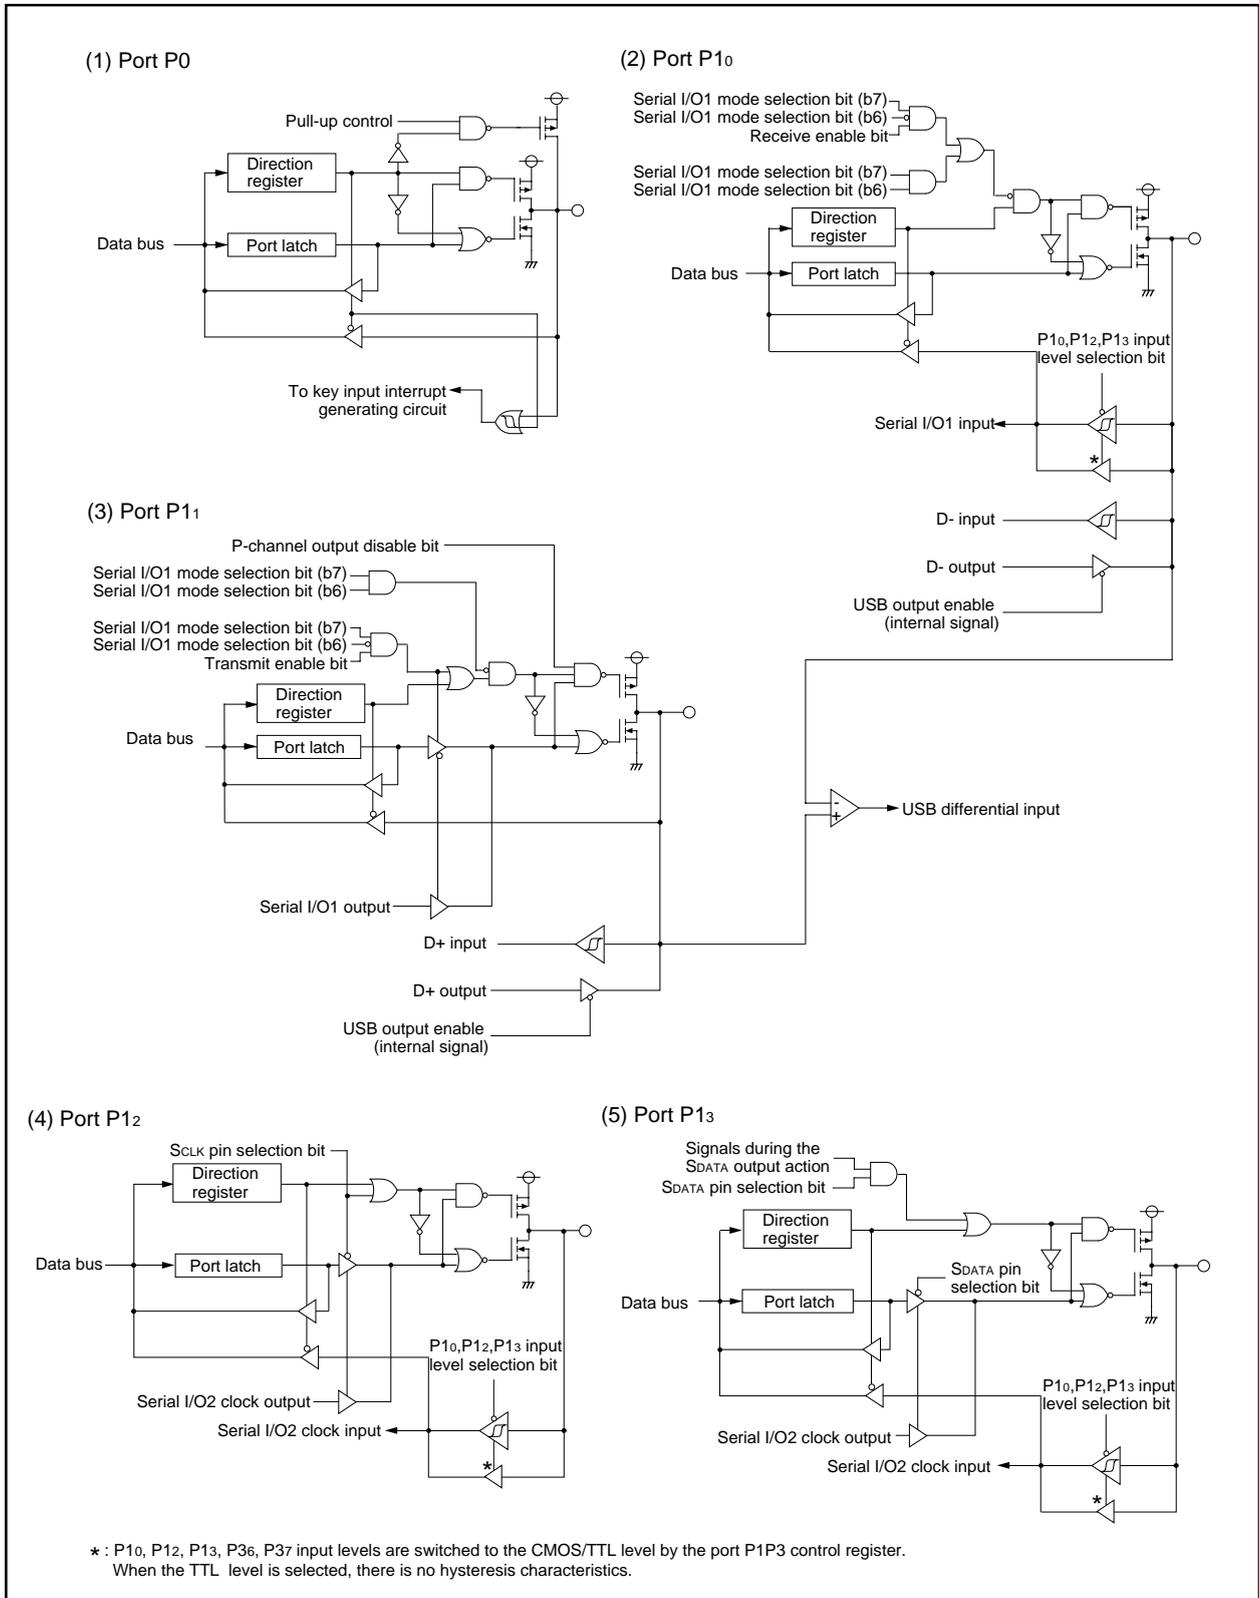 (1) Port P0
Pull-up control
Direction
register
Data bus
Port latch
To key input interrupt
generating circuit
(2) Port P10
Serial I/O1 mode selection bit (b7)
Serial I/O1 mode selection bit (b6)
Receive enable bit
Serial I/O1 mode selection bit (b7)
Serial I/O1 mode selection bit (b6)
Direction
register
Data bus
Port latch
P10,P12,P13 input
level selection bit
Serial I/O1 input
*
D- input
D- output
USB output enable
(internal signal)
(3) Port P11
P-channel output disable bit
Serial I/O1 mode selection bit (b7)
Serial I/O1 mode selection bit (b6)
Serial I/O1 mode selection bit (b7)
Serial I/O1 mode selection bit (b6)
Transmit enable bit
Direction
register
Data bus
Port latch
-
+
USB differential input
Serial I/O1 output
D+ input
D+ output
USB output enable
(internal signal)
(4) Port P12
SCLK pin selection bit
Direction
register
Data bus
Port latch
P10,P12,P13 input
level selection bit
Serial I/O2 clock output
Serial I/O2 clock input
*
(5) Port P13
Signals during the
SDATA output action
SDATA pin selection bit
Direction
register
SDATA pin
selection bit
Data bus
Port latch
P10,P12,P13 input
level selection bit
Serial I/O2 clock output
Serial I/O2 clock input
*
* : P10, P12, P13, P36, P37 input levels are switched to the CMOS/TTL level by the port P1P3 control register.
When the TTL level is selected, there is no hysteresis characteristics.